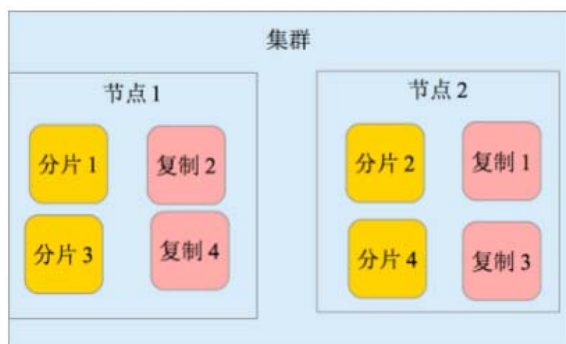 集群
节点 1
节点 2
分片 1
复制 2
分片 3
复制 4
分片 2
复制 1
分片 4
复制 3